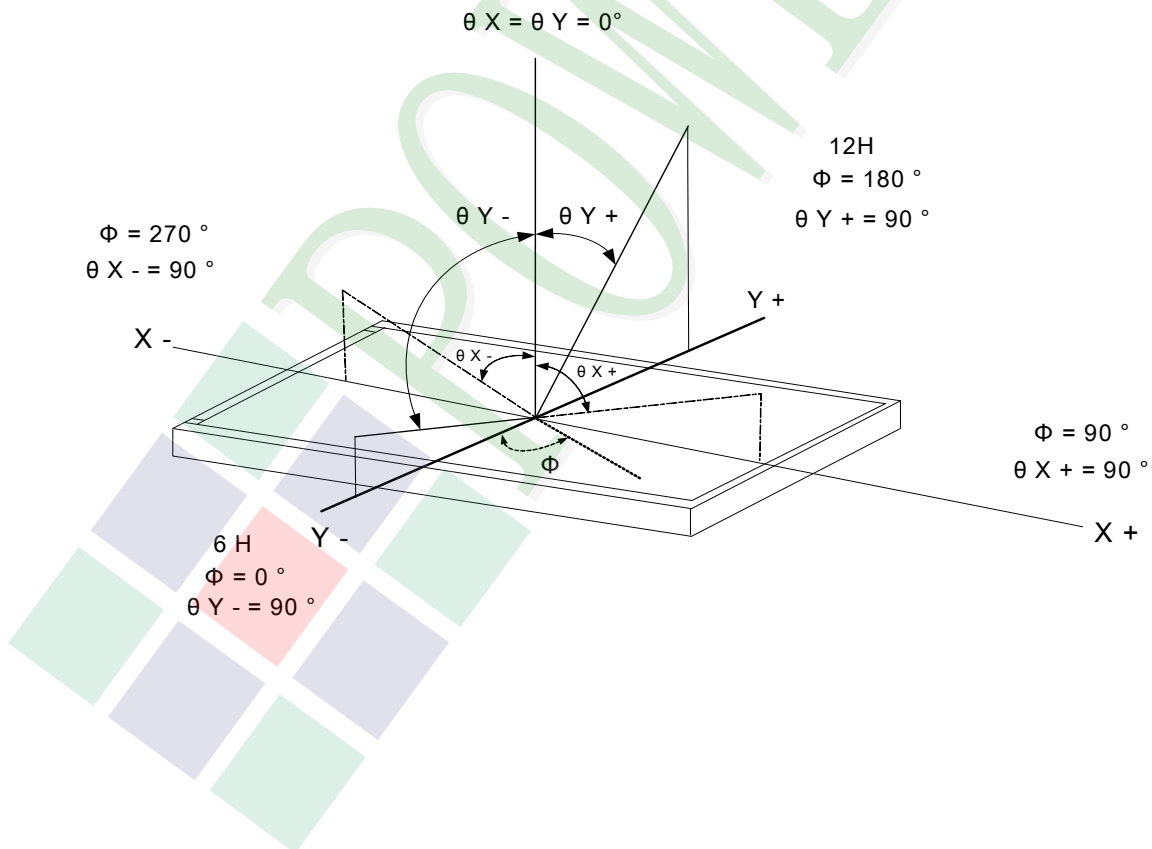 θ X = θ Y = 0°
12H
Φ = 180 °
θ Y + = 90 °
θ Y -
θ Y +
Φ = 270 °
θ X - = 90 °
Y +
X -
θ X -
θ X +
Φ = 90 °
θ X + = 90 °
Φ
X +
Y -
6 H
Φ = 0 °
θ Y - = 90 °